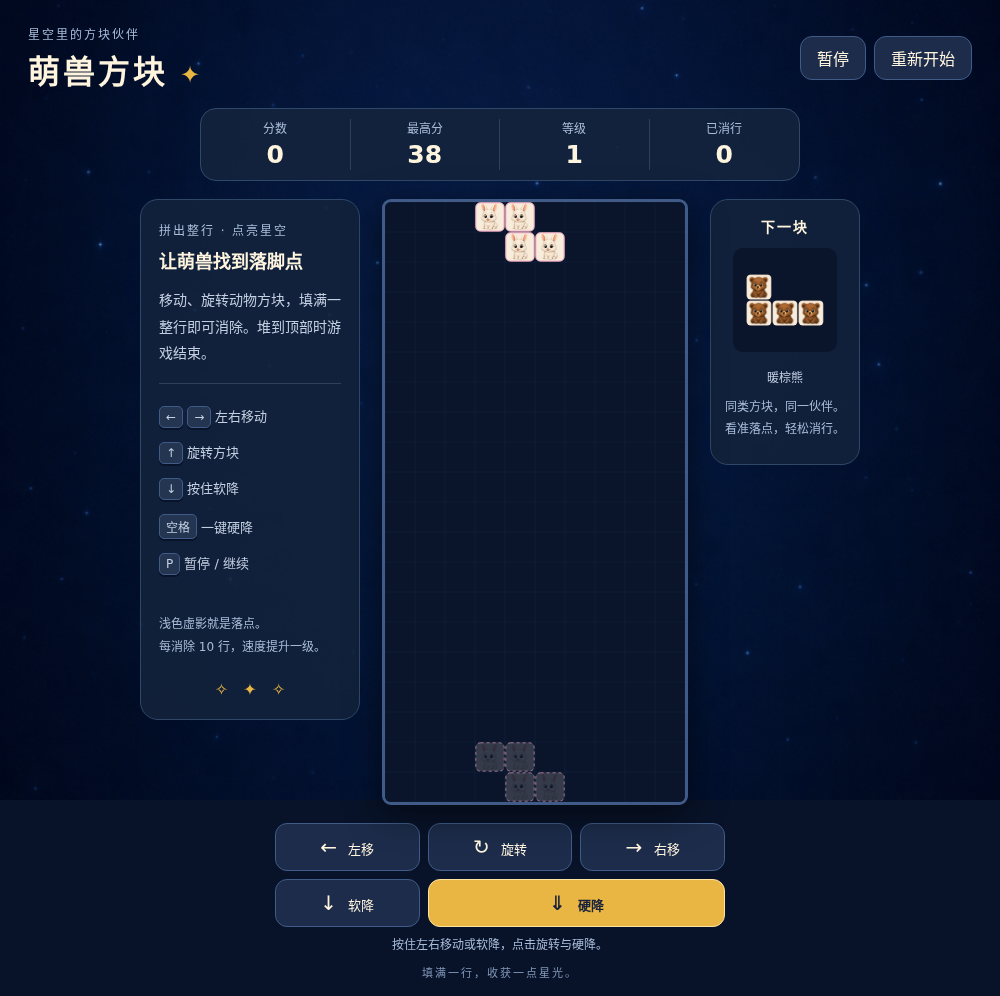 星空里的方块伙伴
萌兽方块 ✦
暂停
重新开始
分数
0
最高分
38
等级
1
已消行
0
拼出整行 · 点亮星空
让萌兽找到落脚点
移动、旋转动物方块，填满一
整行即可消除。堆到顶部时游
戏结束。
← → 左右移动
↑ 旋转方块
↓ 按住软降
空格 一键硬降
P 暂停 / 继续
浅色虚影就是落点。
每消除 10 行，速度提升一级。
✧ ✦ ✧
下一块
暖棕熊
同类方块，同一伙伴。
看准落点，轻松消行。
← 左移
↻ 旋转
→ 右移
↓ 软降
⇓ 硬降
按住左右移动或软降，点击旋转与硬降。
填满一行，收获一点星光。